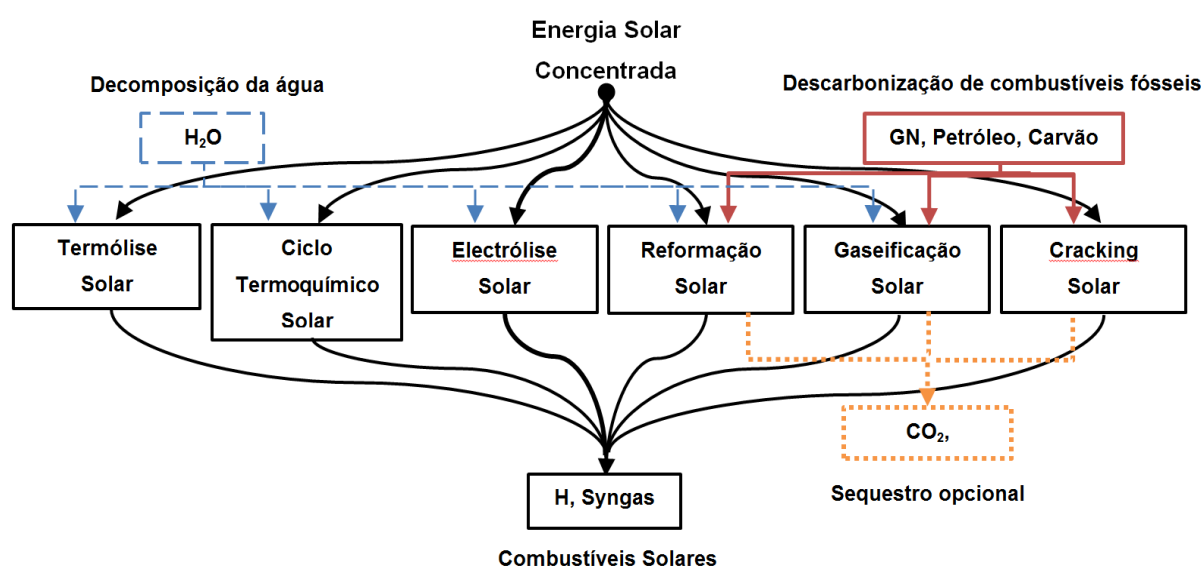 Energia Solar
Concentrada
Decomposição da água
Descarbonização de combustíveis fósseis
H₂O
GN, Petróleo, Carvão
Termólise
Solar
Ciclo
Termoquímico
Solar
Electrólise
Solar
Reformação
Solar
Gaseificação
Solar
Cracking
Solar
CO₂,
H, Syngas
Sequestro opcional
Combustíveis Solares